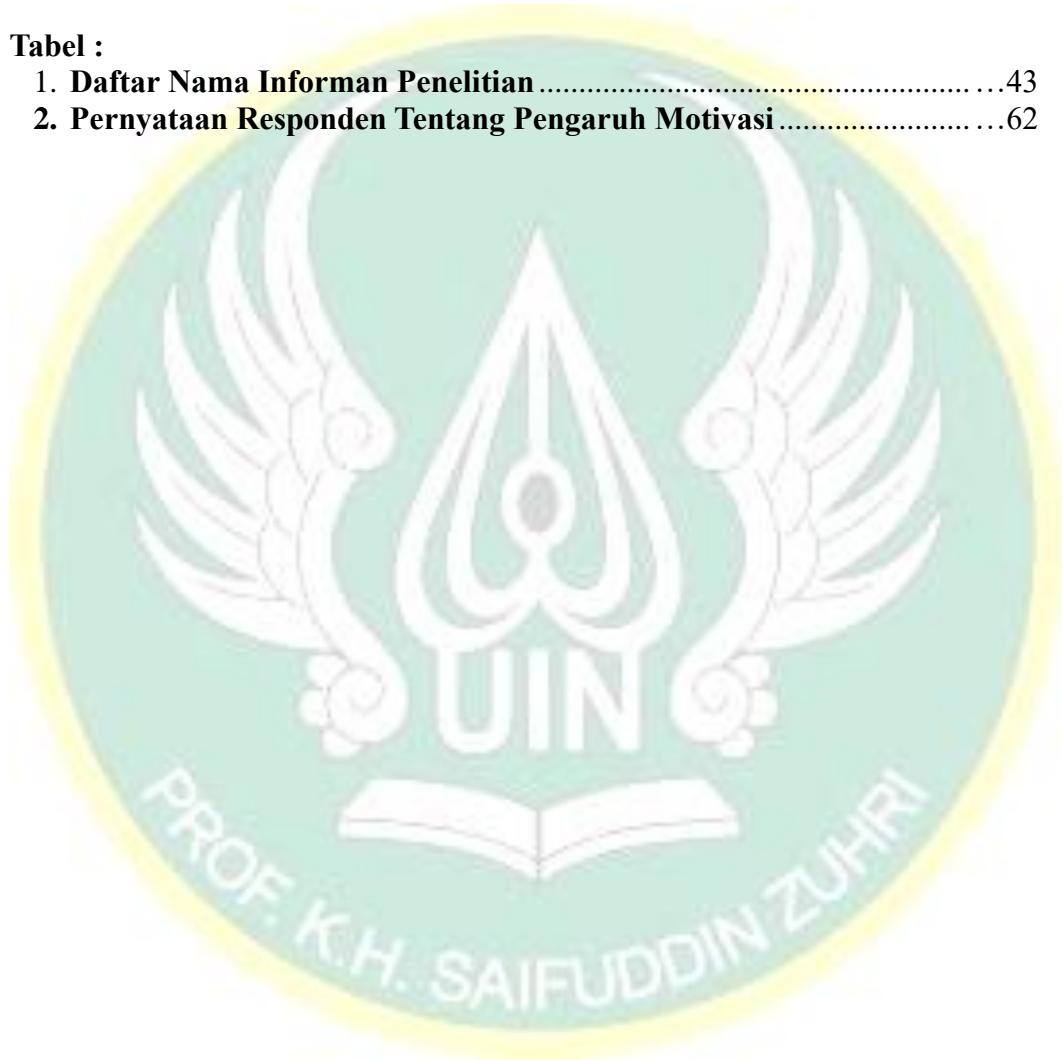 Tabel :
1. Daftar Nama Informan Penelitian...................................................... ...43
2. Pernyataan Responden Tentang Pengaruh Motivasi........................ ...62
UIN
PROF. K.H. SAIFUDDIN ZUHRI